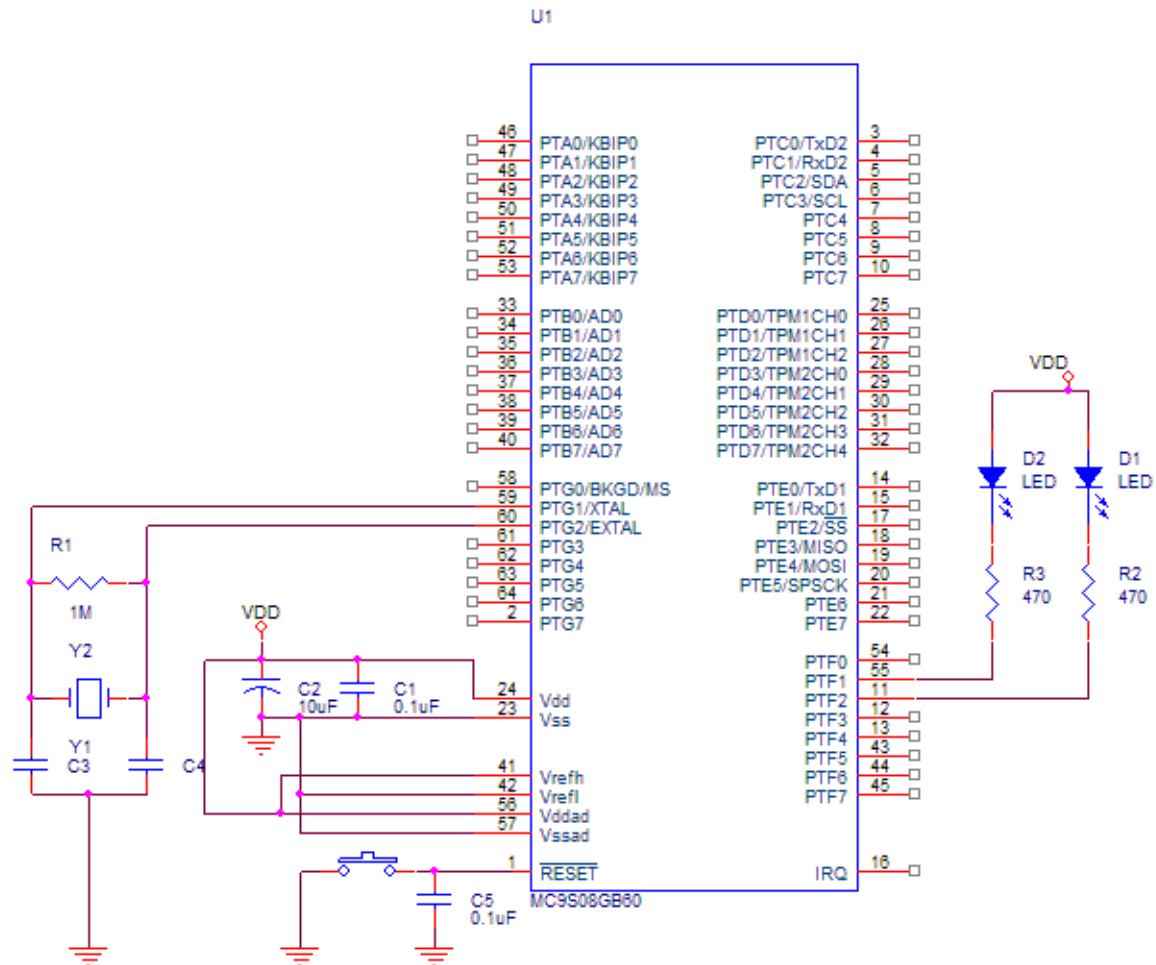 U1
46 PTA0/KBIP0
47 PTA1/KBIP1
48 PTA2/KBIP2
49 PTA3/KBIP3
50 PTA4/KBIP4
51 PTA5/KBIP5
52 PTA6/KBIP6
53 PTA7/KBIP7
33 PTB0/AD0
34 PTB1/AD1
35 PTB2/AD2
36 PTB3/AD3
37 PTB4/AD4
38 PTB5/AD5
39 PTB6/AD6
40 PTB7/AD7
58 PTG0/BKGD/MS
59 PTG1/XTAL
60 PTG2/EXTAL
61 PTG3
62 PTG4
63 PTG5
64 PTG6
2 PTG7
24 Vdd
23 Vss
41 Vrefh
42 Vrefl
56 Vddad
57 Vssad
1 RESET
PTC0/TxD2 3
PTC1/RxD2 4
PTC2/SDA 5
PTC3/SCL 6
PTC4 7
PTC5 8
PTC6 9
PTC7 10
PTD0/TPM1CH0 25
PTD1/TPM1CH1 26
PTD2/TPM1CH2 27
PTD3/TPM2CH0 28
PTD4/TPM2CH1 29
PTD5/TPM2CH2 30
PTD6/TPM2CH3 31
PTD7/TPM2CH4 32
PTE0/TxD1 14
PTE1/RxD1 15
PTE2/SS 17
PTE3/MISO 18
PTE4/MOSI 19
PTE5/SPSCK 20
PTE6 21
PTE7 22
PTF0 54
PTF1 55
PTF2 11
PTF3 12
PTF4 13
PTF5 43
PTF6 44
PTF7 45
IRQ 16
MC9S08GB60
R1
1M
Y2
Y1
C3
C4
VDD
C2
10uF
C1
0.1uF
C5
0.1uF
VDD
D2
LED
D1
LED
R3
470
R2
470